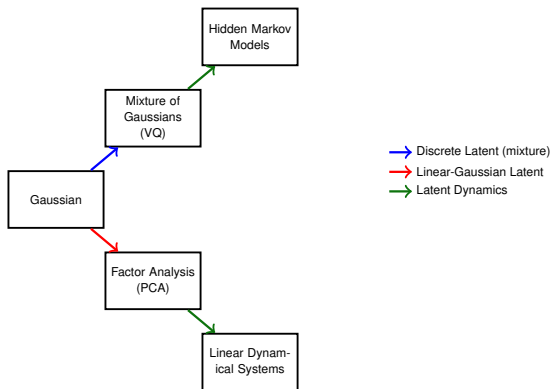 Hidden Markov
Models
Mixture of
Gaussians
(VQ)
Gaussian
Factor Analysis
(PCA)
Linear Dynam-
ical Systems
Discrete Latent (mixture)
Linear-Gaussian Latent
Latent Dynamics